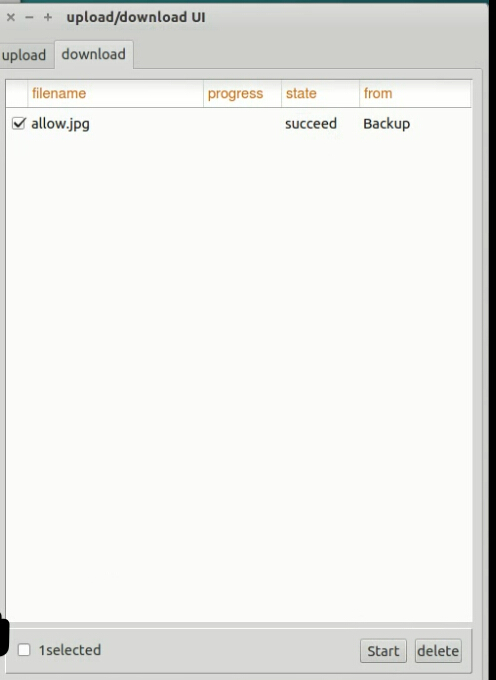 × − + upload/download UI
upload download
filename progress state from
allow.jpg succeed Backup
1selected Start delete